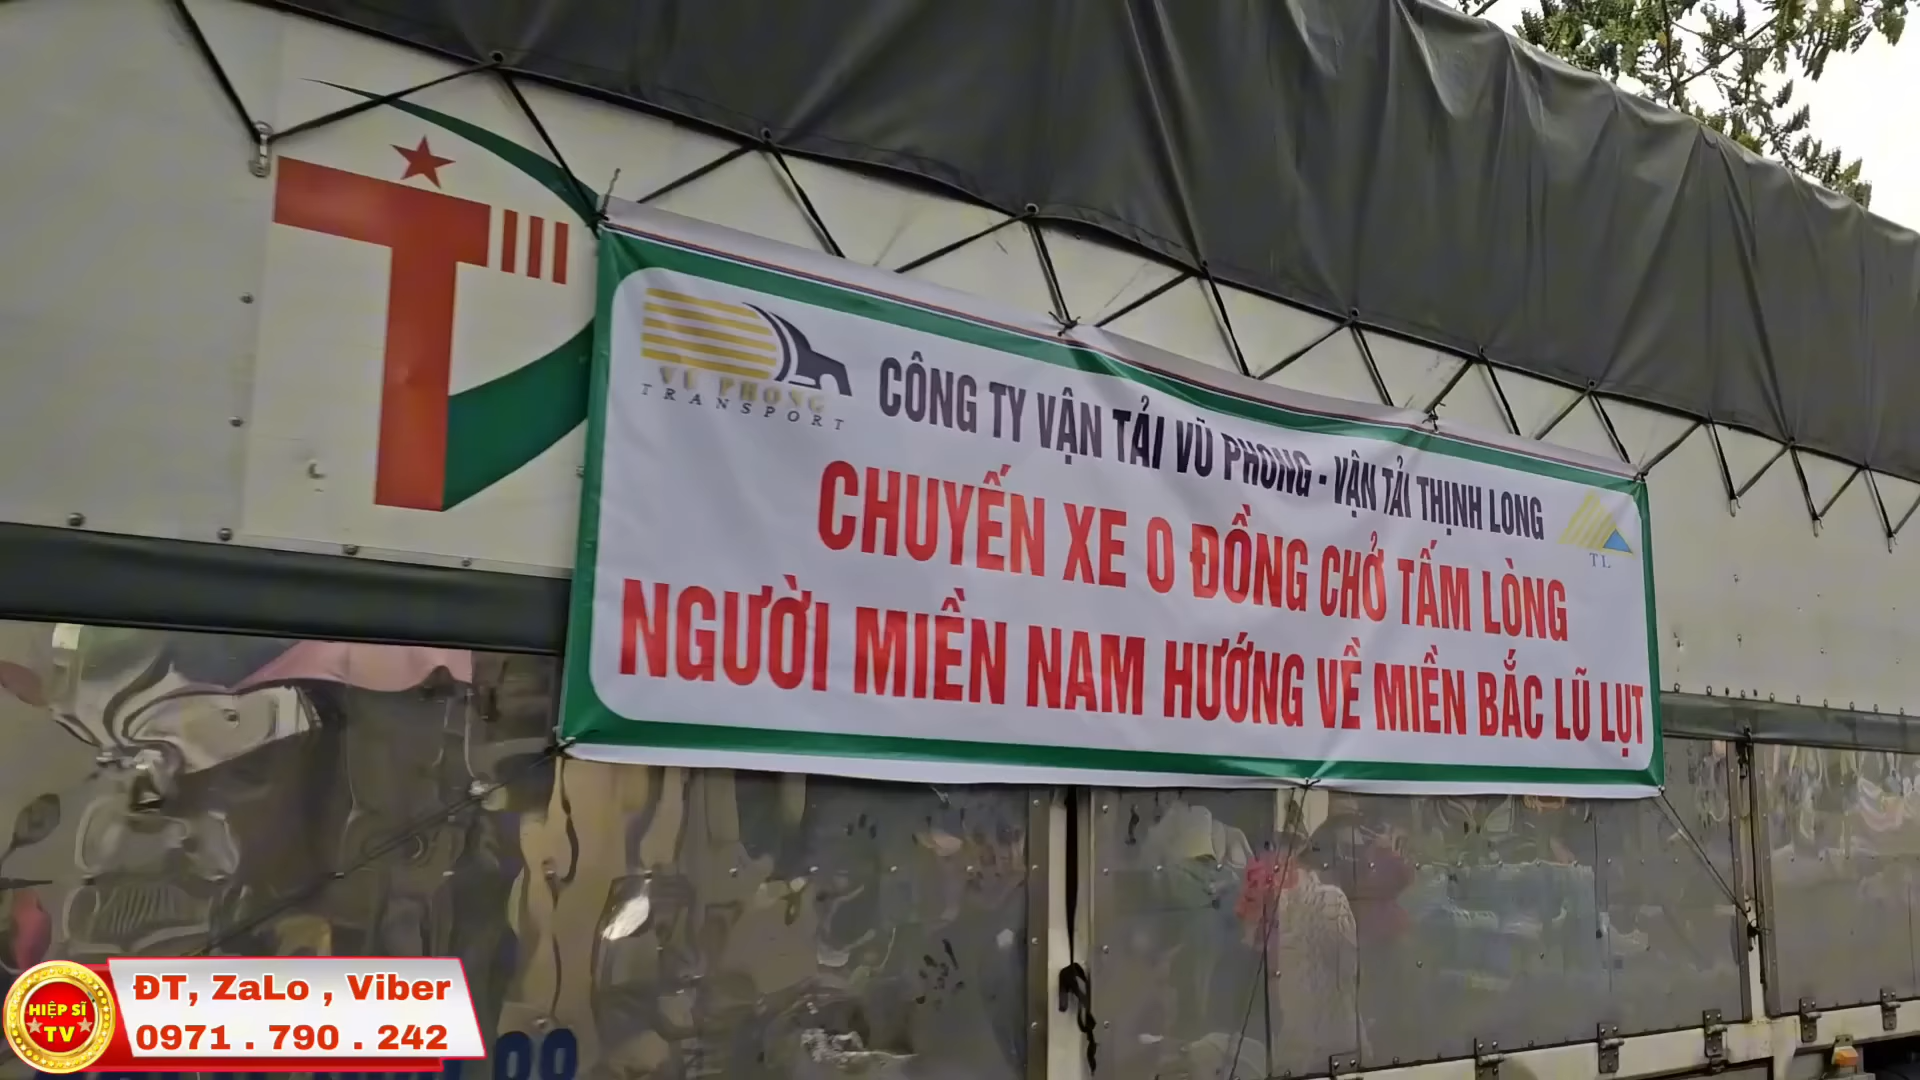 VŨ PHONG
TRANSPORT
CÔNG TY VẬN TẢI VŨ PHONG - VẬN TẢI THỊNH LONG
TL
CHUYẾN XE 0 ĐỒNG CHỞ TẤM LÒNG
NGƯỜI MIỀN NAM HƯỚNG VỀ MIỀN BẮC LŨ LỤT
HIỆP SĨ
TV
ĐT, ZaLo , Viber
0971 . 790 . 242